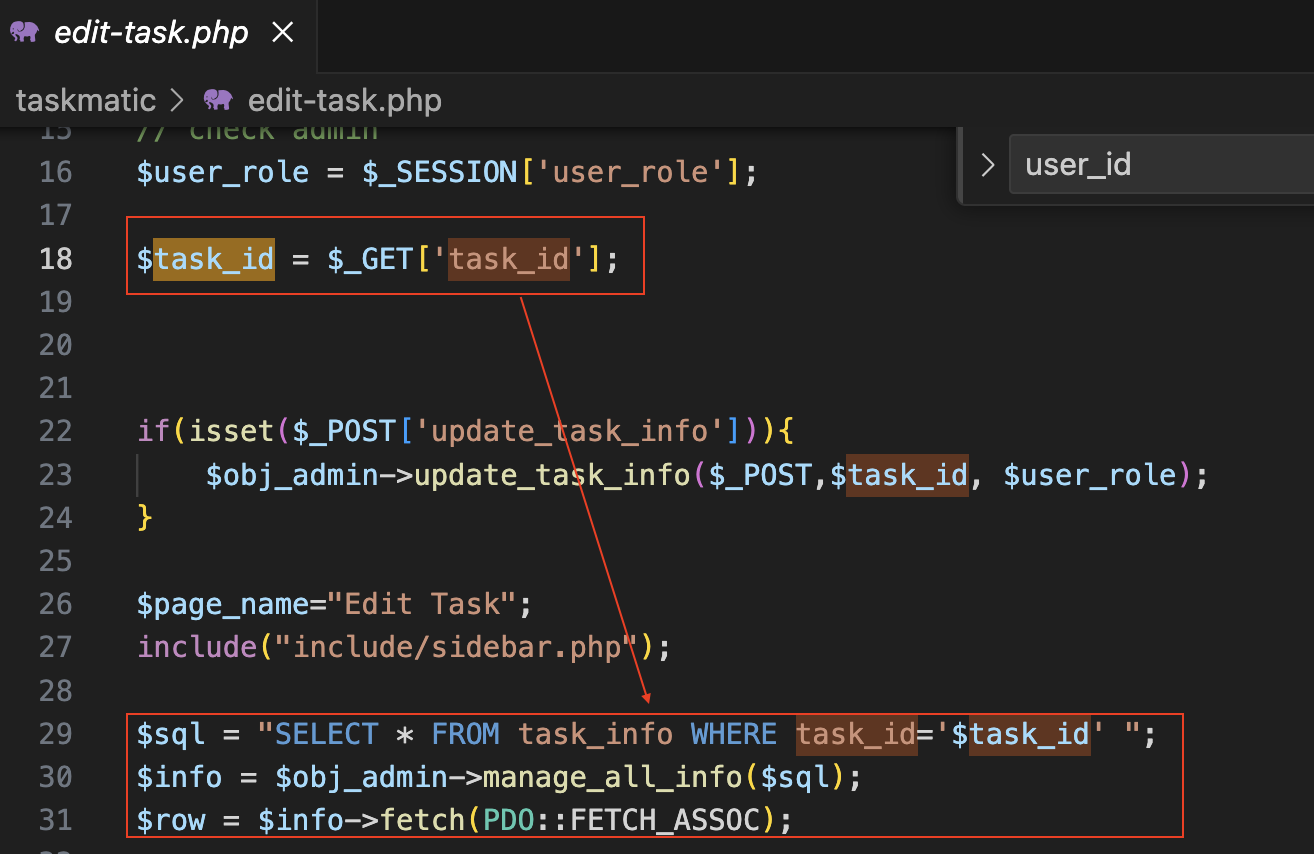 edit-task.php
taskmatic > edit-task.php
user_id
15 // check admin
16 $user_role = $_SESSION['user_role'];
17
18 $task_id = $_GET['task_id'];
19
20
21
22 if(isset($_POST['update_task_info'])){
23 $obj_admin->update_task_info($_POST,$task_id, $user_role);
24 }
25
26 $page_name="Edit Task";
27 include("include/sidebar.php");
28
29 $sql = "SELECT * FROM task_info WHERE task_id='$task_id' ";
30 $info = $obj_admin->manage_all_info($sql);
31 $row = $info->fetch(PDO::FETCH_ASSOC);